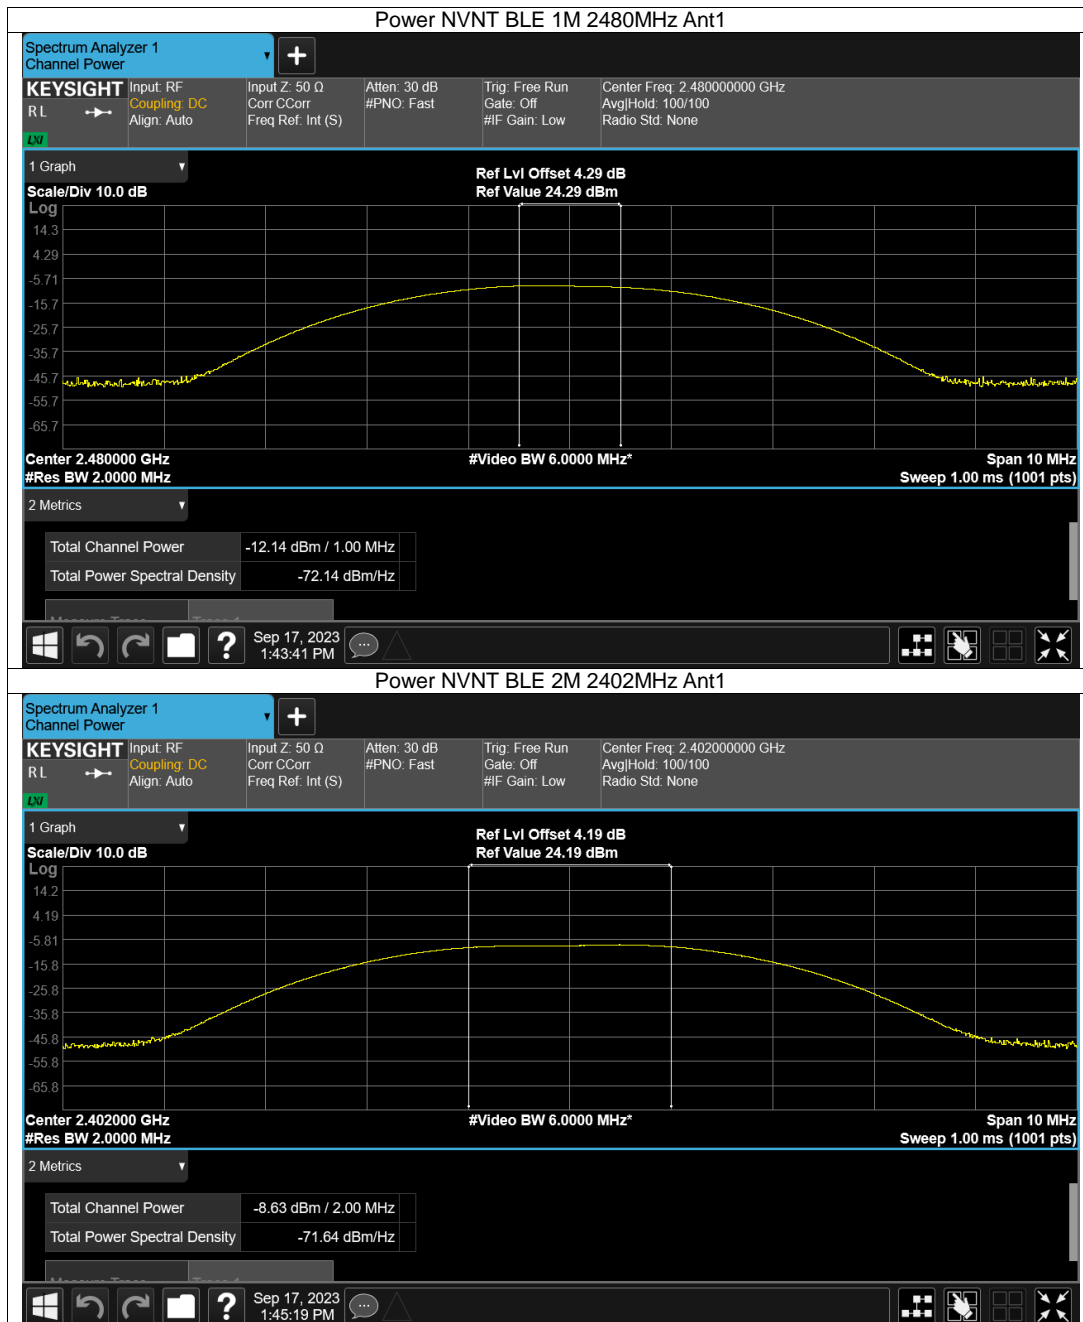 Power NVNT BLE 1M 2480MHz Ant1
Spectrum Analyzer 1
Channel Power
KEYSIGHT
RL
LXI
Input: RF
Coupling: DC
Align: Auto
Input Z: 50 Ω
Corr CCorr
Freq Ref: Int (S)
Atten: 30 dB
#PNO: Fast
Trig: Free Run
Gate: Off
#IF Gain: Low
Center Freq: 2.480000000 GHz
Avg|Hold: 100/100
Radio Std: None
1 Graph
Scale/Div 10.0 dB
Ref Lvl Offset 4.29 dB
Ref Value 24.29 dBm
Log
14.3
4.29
-5.71
-15.7
-25.7
-35.7
-45.7
-55.7
-65.7
Center 2.480000 GHz
#Res BW 2.0000 MHz
#Video BW 6.0000 MHz*
Span 10 MHz
Sweep 1.00 ms (1001 pts)
2 Metrics
Total Channel Power -12.14 dBm / 1.00 MHz
Total Power Spectral Density -72.14 dBm/Hz
?
Sep 17, 2023
1:43:41 PM
Power NVNT BLE 2M 2402MHz Ant1
Spectrum Analyzer 1
Channel Power
KEYSIGHT
RL
LXI
Input: RF
Coupling: DC
Align: Auto
Input Z: 50 Ω
Corr CCorr
Freq Ref: Int (S)
Atten: 30 dB
#PNO: Fast
Trig: Free Run
Gate: Off
#IF Gain: Low
Center Freq: 2.402000000 GHz
Avg|Hold: 100/100
Radio Std: None
1 Graph
Scale/Div 10.0 dB
Ref Lvl Offset 4.19 dB
Ref Value 24.19 dBm
Log
14.2
4.19
-5.81
-15.8
-25.8
-35.8
-45.8
-55.8
-65.8
Center 2.402000 GHz
#Res BW 2.0000 MHz
#Video BW 6.0000 MHz*
Span 10 MHz
Sweep 1.00 ms (1001 pts)
2 Metrics
Total Channel Power -8.63 dBm / 2.00 MHz
Total Power Spectral Density -71.64 dBm/Hz
?
Sep 17, 2023
1:45:19 PM